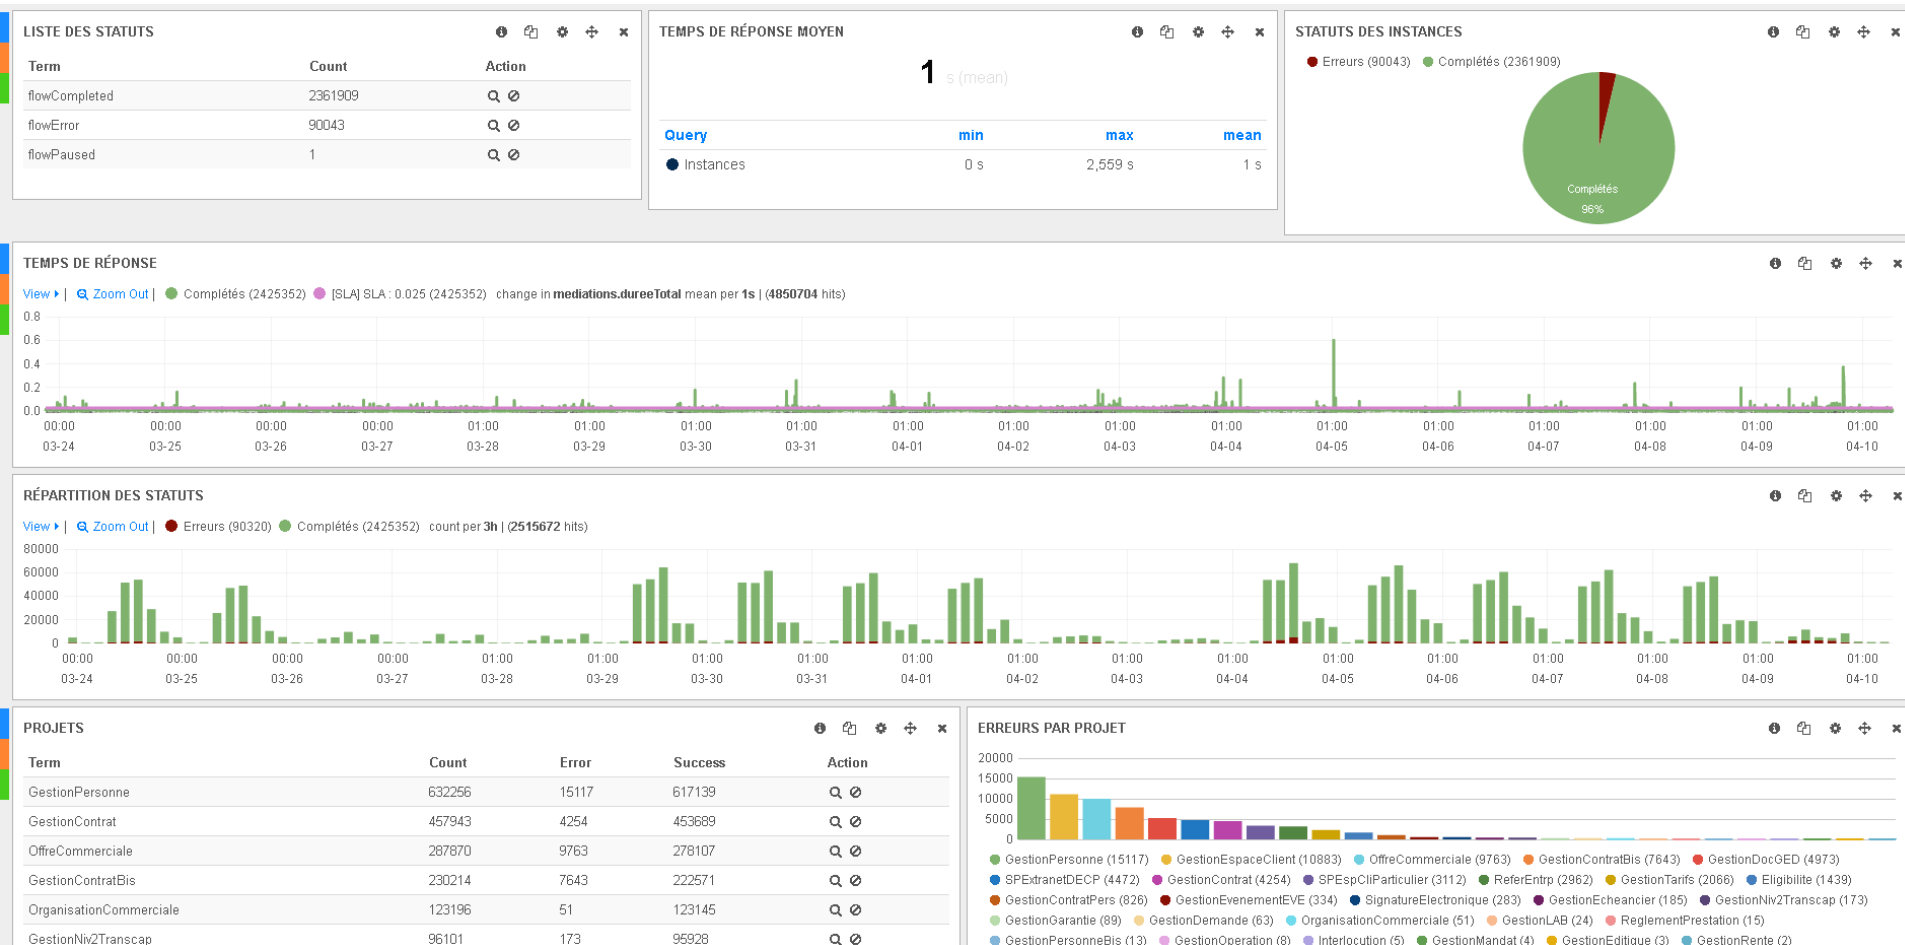 LISTE DES STATUTS
Term Count Action
flowCompleted 2361909
flowError 90043
flowPaused 1
TEMPS DE RÉPONSE MOYEN
1 s (mean)
Query min max mean
Instances 0 s 2,559 s 1 s
STATUTS DES INSTANCES
Erreurs (90043) Complétés (2361909)
Complétés
96%
TEMPS DE RÉPONSE
View | Zoom Out | Complétés (2425352) [SLA] SLA : 0.025 (2425352) change in mediations.dureeTotal mean per 1s | (4850704 hits)
0.8
0.6
0.4
0.2
0.0
00:00 00:00 00:00 00:00 01:00 01:00 01:00 01:00 01:00 01:00 01:00 01:00 01:00 01:00 01:00 01:00 01:00 01:00
03-24 03-25 03-26 03-27 03-28 03-29 03-30 03-31 04-01 04-02 04-03 04-04 04-05 04-06 04-07 04-08 04-09 04-10
RÉPARTITION DES STATUTS
View | Zoom Out | Erreurs (90320) Complétés (2425352) count per 3h | (2515672 hits)
80000
60000
40000
20000
0
00:00 00:00 00:00 00:00 01:00 01:00 01:00 01:00 01:00 01:00 01:00 01:00 01:00 01:00 01:00 01:00 01:00 01:00
03-24 03-25 03-26 03-27 03-28 03-29 03-30 03-31 04-01 04-02 04-03 04-04 04-05 04-06 04-07 04-08 04-09 04-10
PROJETS
Term Count Error Success Action
GestionPersonne 632256 15117 617139
GestionContrat 457943 4254 453689
OffreCommerciale 287870 9763 278107
GestionContratBis 230214 7643 222571
OrganisationCommerciale 123196 51 123145
GestionNiv2Transcap 96101 173 95928
ERREURS PAR PROJET
20000
15000
10000
5000
0
GestionPersonne (15117) GestionEspaceClient (10883) OffreCommerciale (9763) GestionContratBis (7643) GestionDocGED (4973)
SPExtranetDECP (4472) GestionContrat (4254) SPEspCliParticulier (3112) ReferEntrp (2962) GestionTarifs (2066) Eligibilite (1439)
GestionContratPers (826) GestionEvenementEVE (334) SignatureElectronique (283) GestionEcheancier (185) GestionNiv2Transcap (173)
GestionGarantie (89) GestionDemande (63) OrganisationCommerciale (51) GestionLAB (24) ReglementPrestation (15)
GestionPersonneBis (13) GestionOperation (8) Interlocution (5) GestionMandat (4) GestionEditique (3) GestionRente (2)